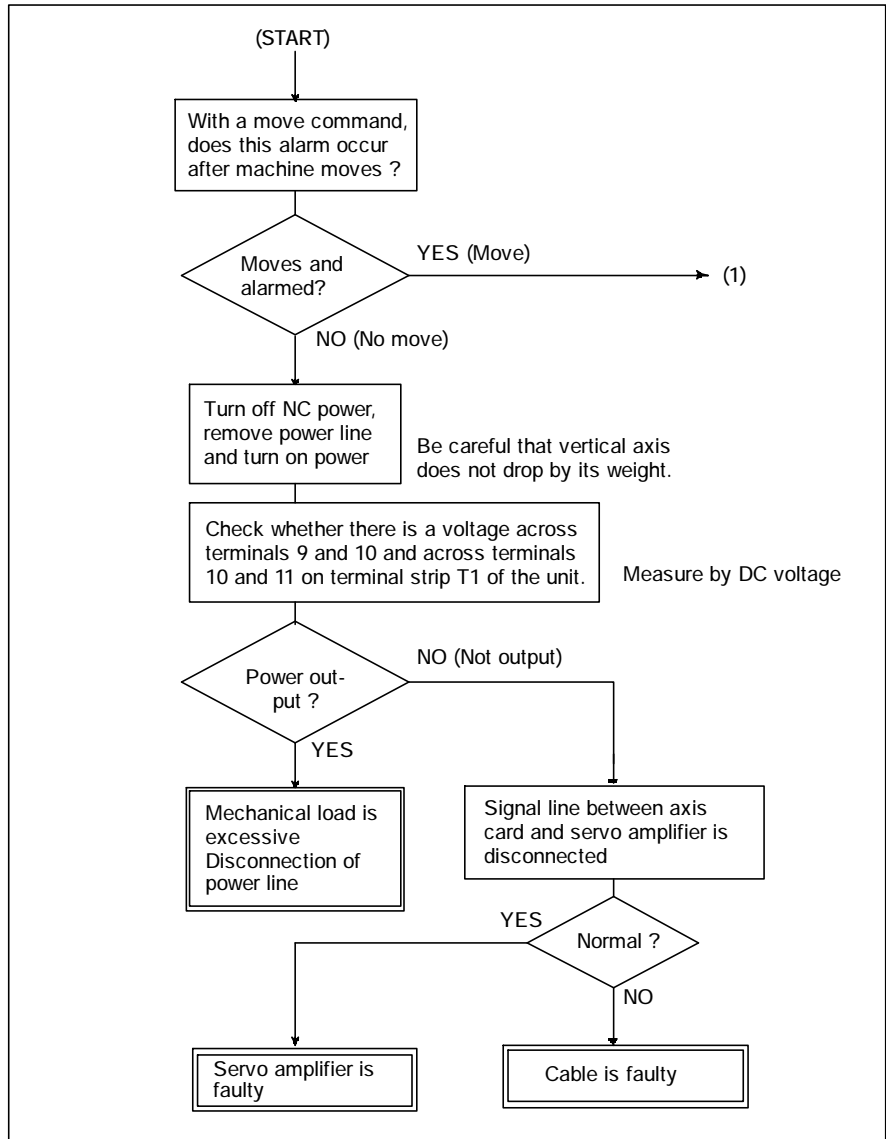 (START)
With a move command,
does this alarm occur
after machine moves ?
Moves and
alarmed?
YES (Move)
(1)
NO (No move)
Turn off NC power,
remove power line
and turn on power
Be careful that vertical axis
does not drop by its weight.
Check whether there is a voltage across
terminals 9 and 10 and across terminals
10 and 11 on terminal strip T1 of the unit.
Measure by DC voltage
Power out-
put ?
NO (Not output)
YES
Mechanical load is
excessive
Disconnection of
power line
Signal line between axis
card and servo amplifier is
disconnected
YES
Normal ?
NO
Servo amplifier is
faulty
Cable is faulty